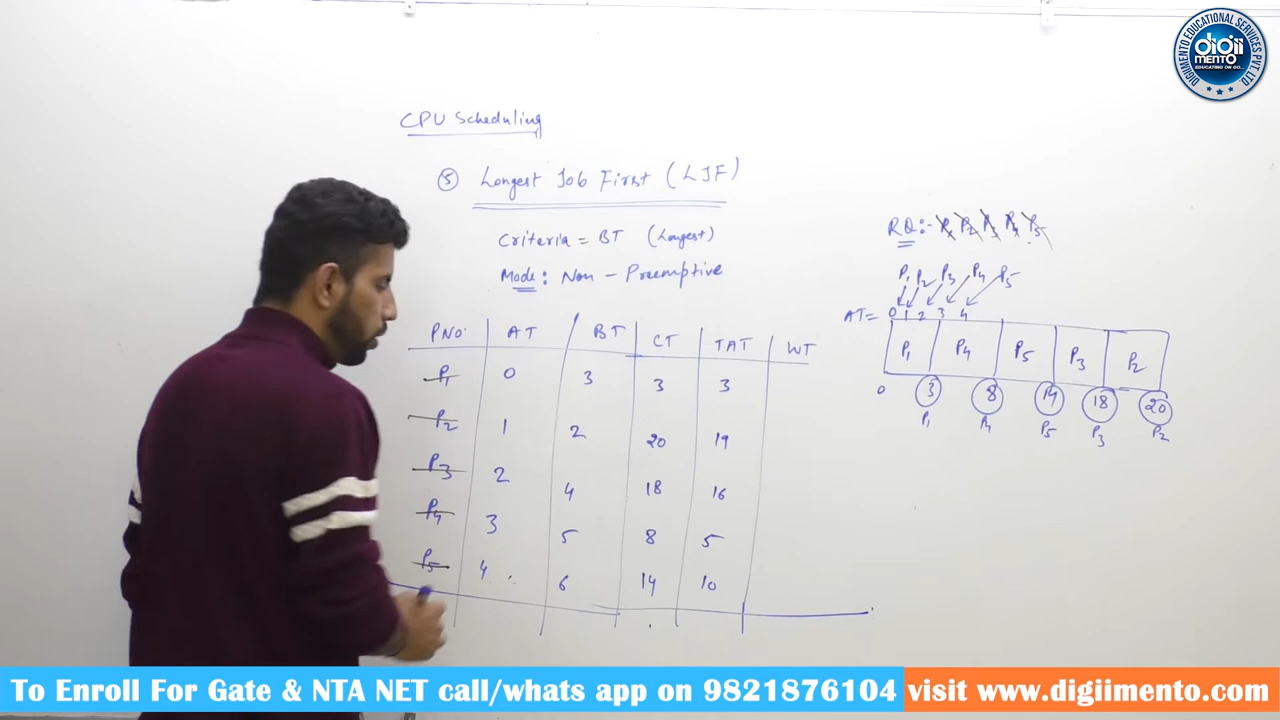 DIGIIMENTO EDUCATIONAL SERVICES PVT. LTD
digii
MENTO
EDUCATING ON GO...
CPU Scheduling
5 Longest Job First (LJF)
Criteria = BT (Longest)
Mode: Non - Preemptive
PNO. AT BT CT TAT WT
P1 0 3 3 3
P2 1 2 20 19
P3 2 4 18 16
P4 3 5 8 5
P5 4 6 14 10
RQ:- P1 P2 P3 P4 P5
P1 P2 P3 P4 P5
AT= 0 1 2 3 4
P1 P4 P5 P3 P2
0 3 8 14 18 20
P1 P4 P5 P3 P2
To Enroll For Gate & NTA NET call/whats app on 9821876104 visit www.digiimento.com